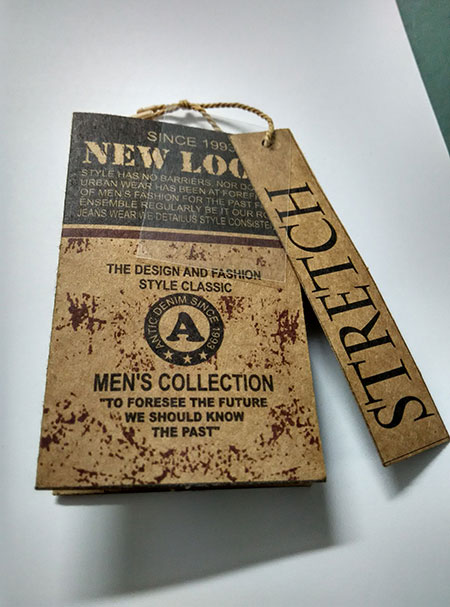 SINCE 1993
NEW LOO
STYLE HAS NO BARRIERS, NOR DO
URBAN WEAR HAS BEEN AT FOREF
OF MEN'S FASHION FOR THE PAST
ENSEMBLE REGULARLY BE IT OUR RO
JEANS WEAR WE DETAILUS STYLE CONSISTE
THE DESIGN AND FASHION
STYLE CLASSIC
ANTIC DENIM SINCE 1993
A
MEN'S COLLECTION
"TO FORESEE THE FUTURE
WE SHOULD KNOW
THE PAST"
STRETCH